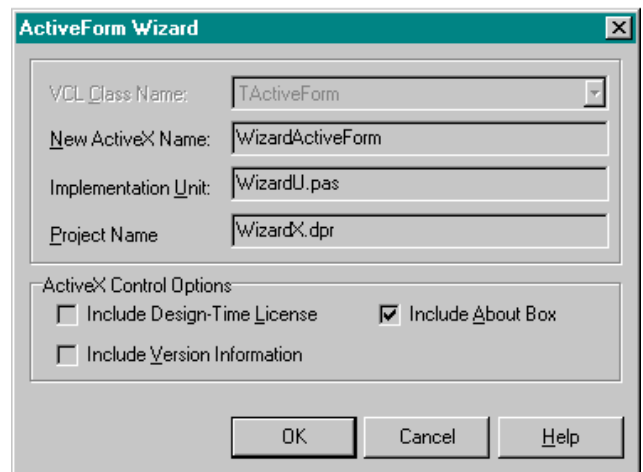 ActiveForm Wizard
VCL Class Name: TActiveForm
New ActiveX Name: WizardActiveForm
Implementation Unit: WizardU.pas
Project Name WizardX.dpr
ActiveX Control Options
Include Design-Time License Include About Box
Include Version Information
OK Cancel Help